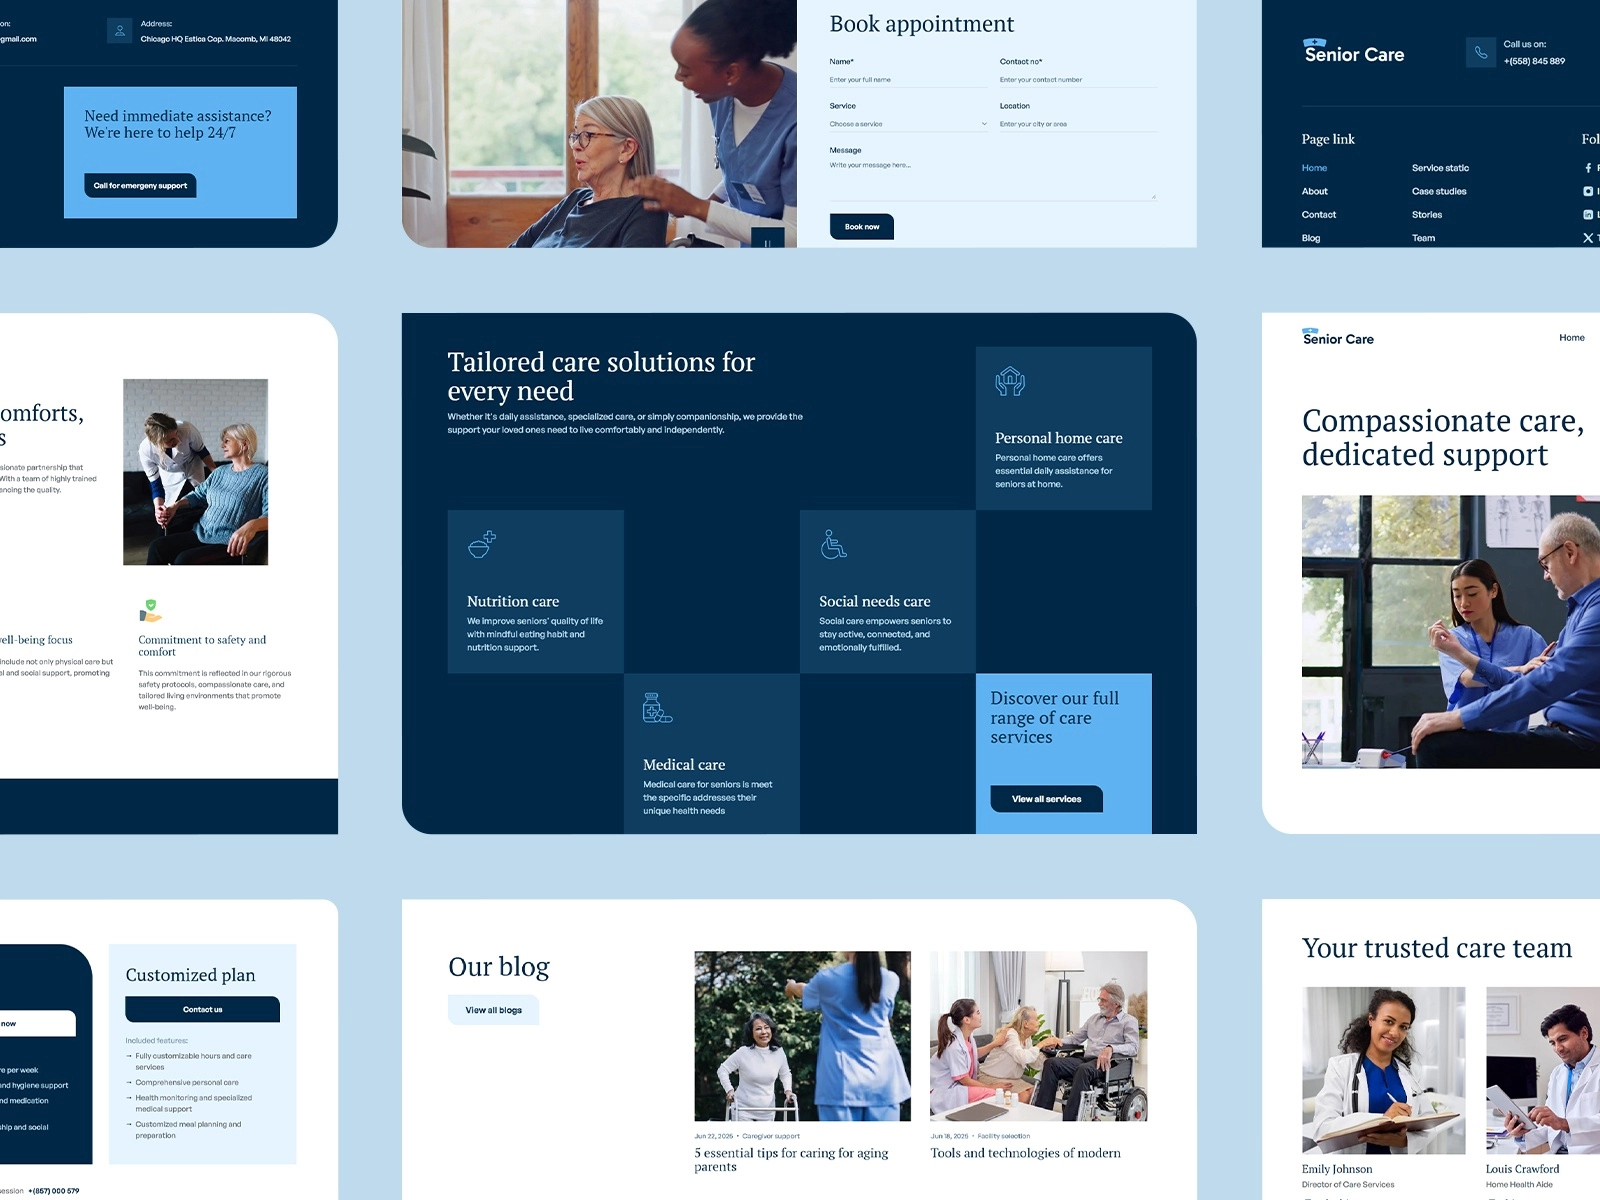 on:
gmail.com
Address:
Chicago HQ Estica Cop. Macomb, MI 48042
Need immediate assistance?
We're here to help 24/7
Call for emergeny support
Book appointment
Name*
Enter your full name
Contact no*
Enter your contact number
Service
Choose a service
Location
Enter your city or area
Message
Write your message here...
Book now
Senior Care
Call us on:
+(558) 845 889
Page link
Home
About
Contact
Blog
Service static
Case studies
Stories
Team
Fol
omforts,
s
sionate partnership that
With a team of highly trained
ancing the quality.
vell-being focus
include not only physical care but
al and social support, promoting
Commitment to safety and
comfort
This commitment is reflected in our rigorous
safety protocols, compassionate care, and
tailored living environments that promote
well-being.
Tailored care solutions for
every need
Whether it's daily assistance, specialized care, or simply companionship, we provide the
support your loved ones need to live comfortably and independently.
Personal home care
Personal home care offers
essential daily assistance for
seniors at home.
Nutrition care
We improve seniors' quality of life
with mindful eating habit and
nutrition support.
Social needs care
Social care empowers seniors to
stay active, connected, and
emotionally fulfilled.
Medical care
Medical care for seniors is meet
the specific addresses their
unique health needs
Discover our full
range of care
services
View all services
Senior Care
Home
Compassionate care,
dedicated support
now
re per week
and hygiene support
nd medication
ship and social
session +(857) 000 579
Customized plan
Contact us
Included features:
→ Fully customizable hours and care
services
→ Comprehensive personal care
→ Health monitoring and specialized
medical support
→ Customized meal planning and
preparation
Our blog
View all blogs
Jun 22, 2025 • Caregiver support
5 essential tips for caring for aging
parents
Jun 18, 2025 • Facility selection
Tools and technologies of modern
Your trusted care team
Emily Johnson
Director of Care Services
Louis Crawford
Home Health Aide